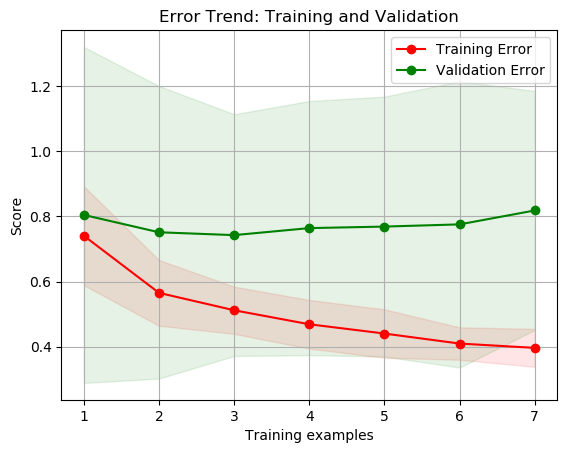 Error Trend: Training and Validation
Training Error
Validation Error
1.2
1.0
0.8
0.6
0.4
Score
1 2 3 4 5 6 7
Training examples